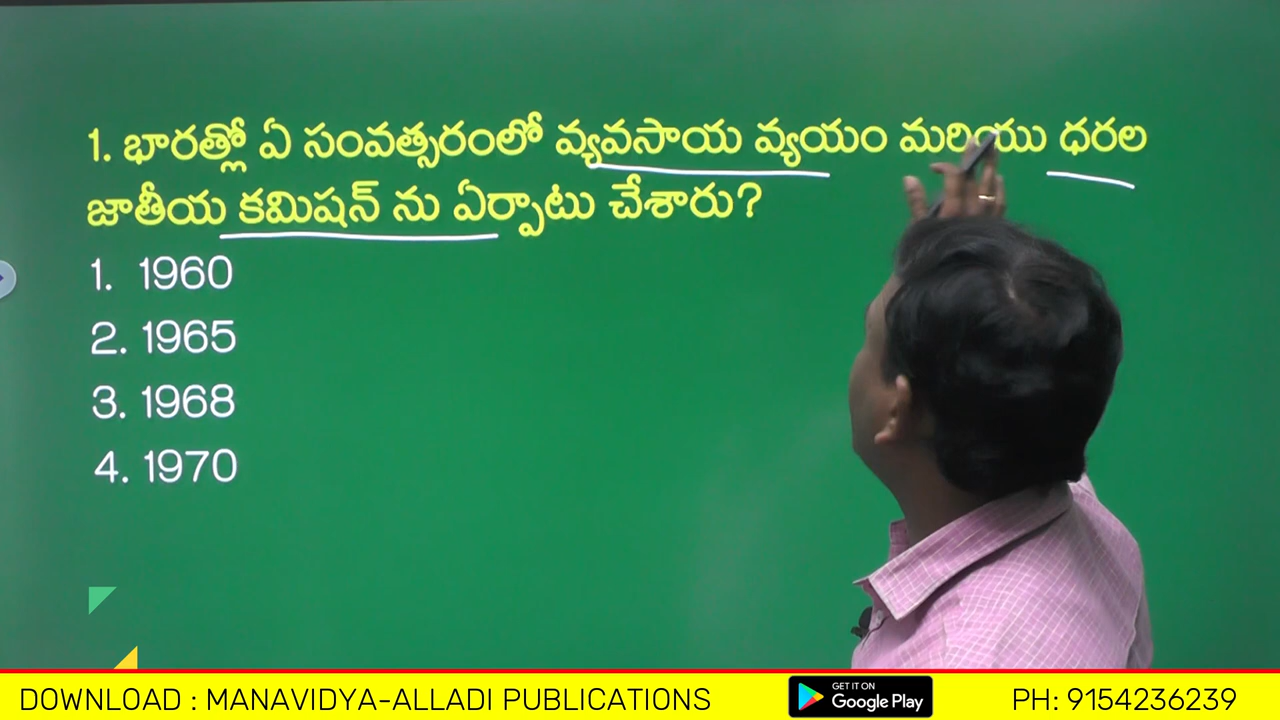 1. భారత్లో ఏ సంవత్సరంలో వ్యవసాయ వ్యయం మరియు ధరల
జాతీయ కమిషన్ ను ఏర్పాటు చేశారు?
1. 1960
2. 1965
3. 1968
4. 1970
DOWNLOAD : MANAVIDYA-ALLADI PUBLICATIONS
GET IT ON
Google Play
PH: 9154236239